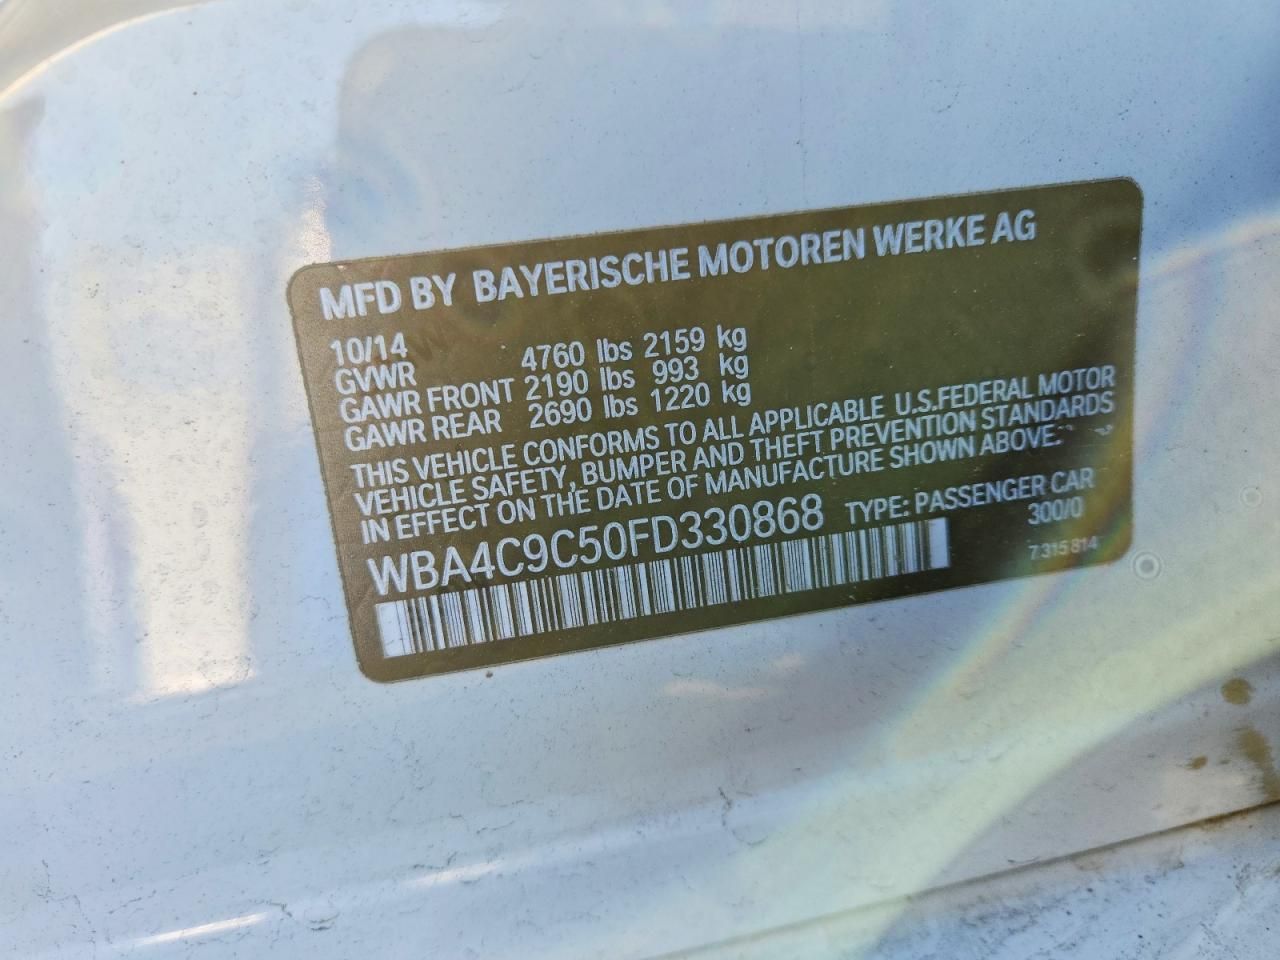 MFD BY BAYERISCHE MOTOREN WERKE AG
10/14
GVWR 4760 lbs 2159 kg
GAWR FRONT 2190 lbs 993 kg
GAWR REAR 2690 lbs 1220 kg
THIS VEHICLE CONFORMS TO ALL APPLICABLE U.S.FEDERAL MOTOR
VEHICLE SAFETY, BUMPER AND THEFT PREVENTION STANDARDS
IN EFFECT ON THE DATE OF MANUFACTURE SHOWN ABOVE.
WBA4C9C50FD330868 TYPE: PASSENGER CAR
300/0
7 315 814